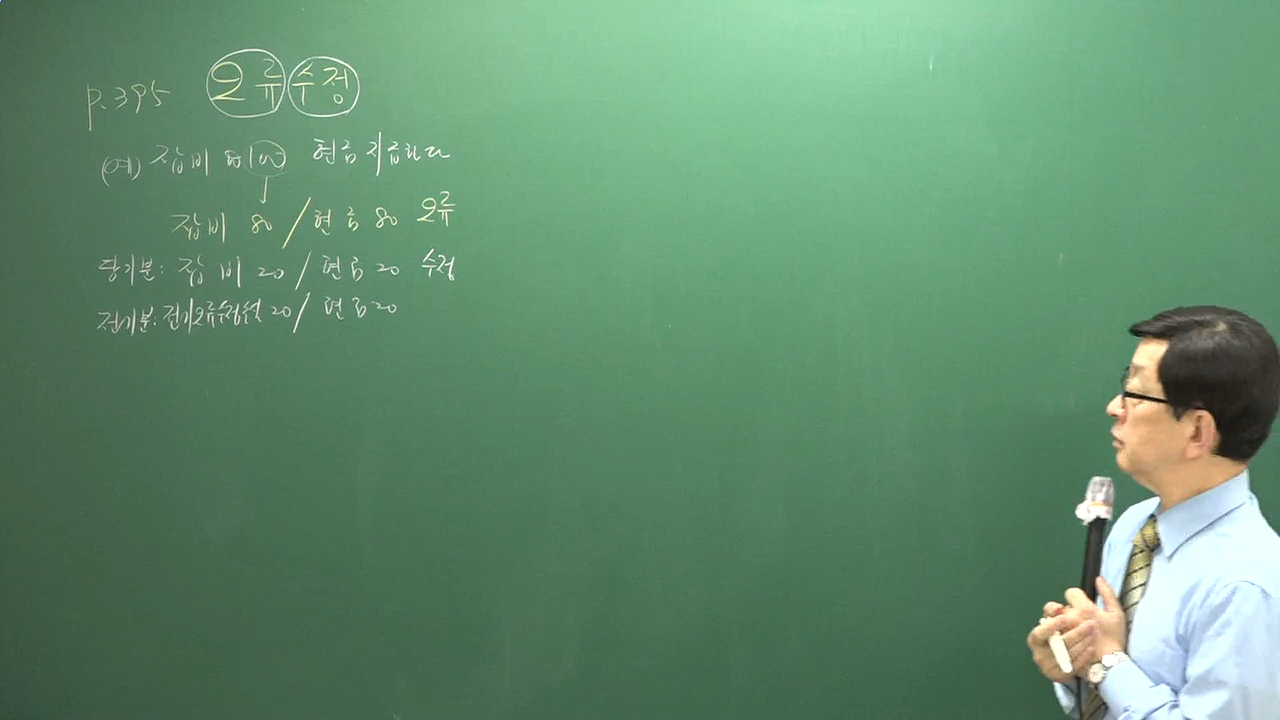 p.395 오류 수정
(예) 잡비 ₩100 현금 지급하다
잡비 80 / 현금 80 오류
당기분: 잡비 20 / 현금 20 수정
전기분: 전기오류수정손실 20 / 현금 20